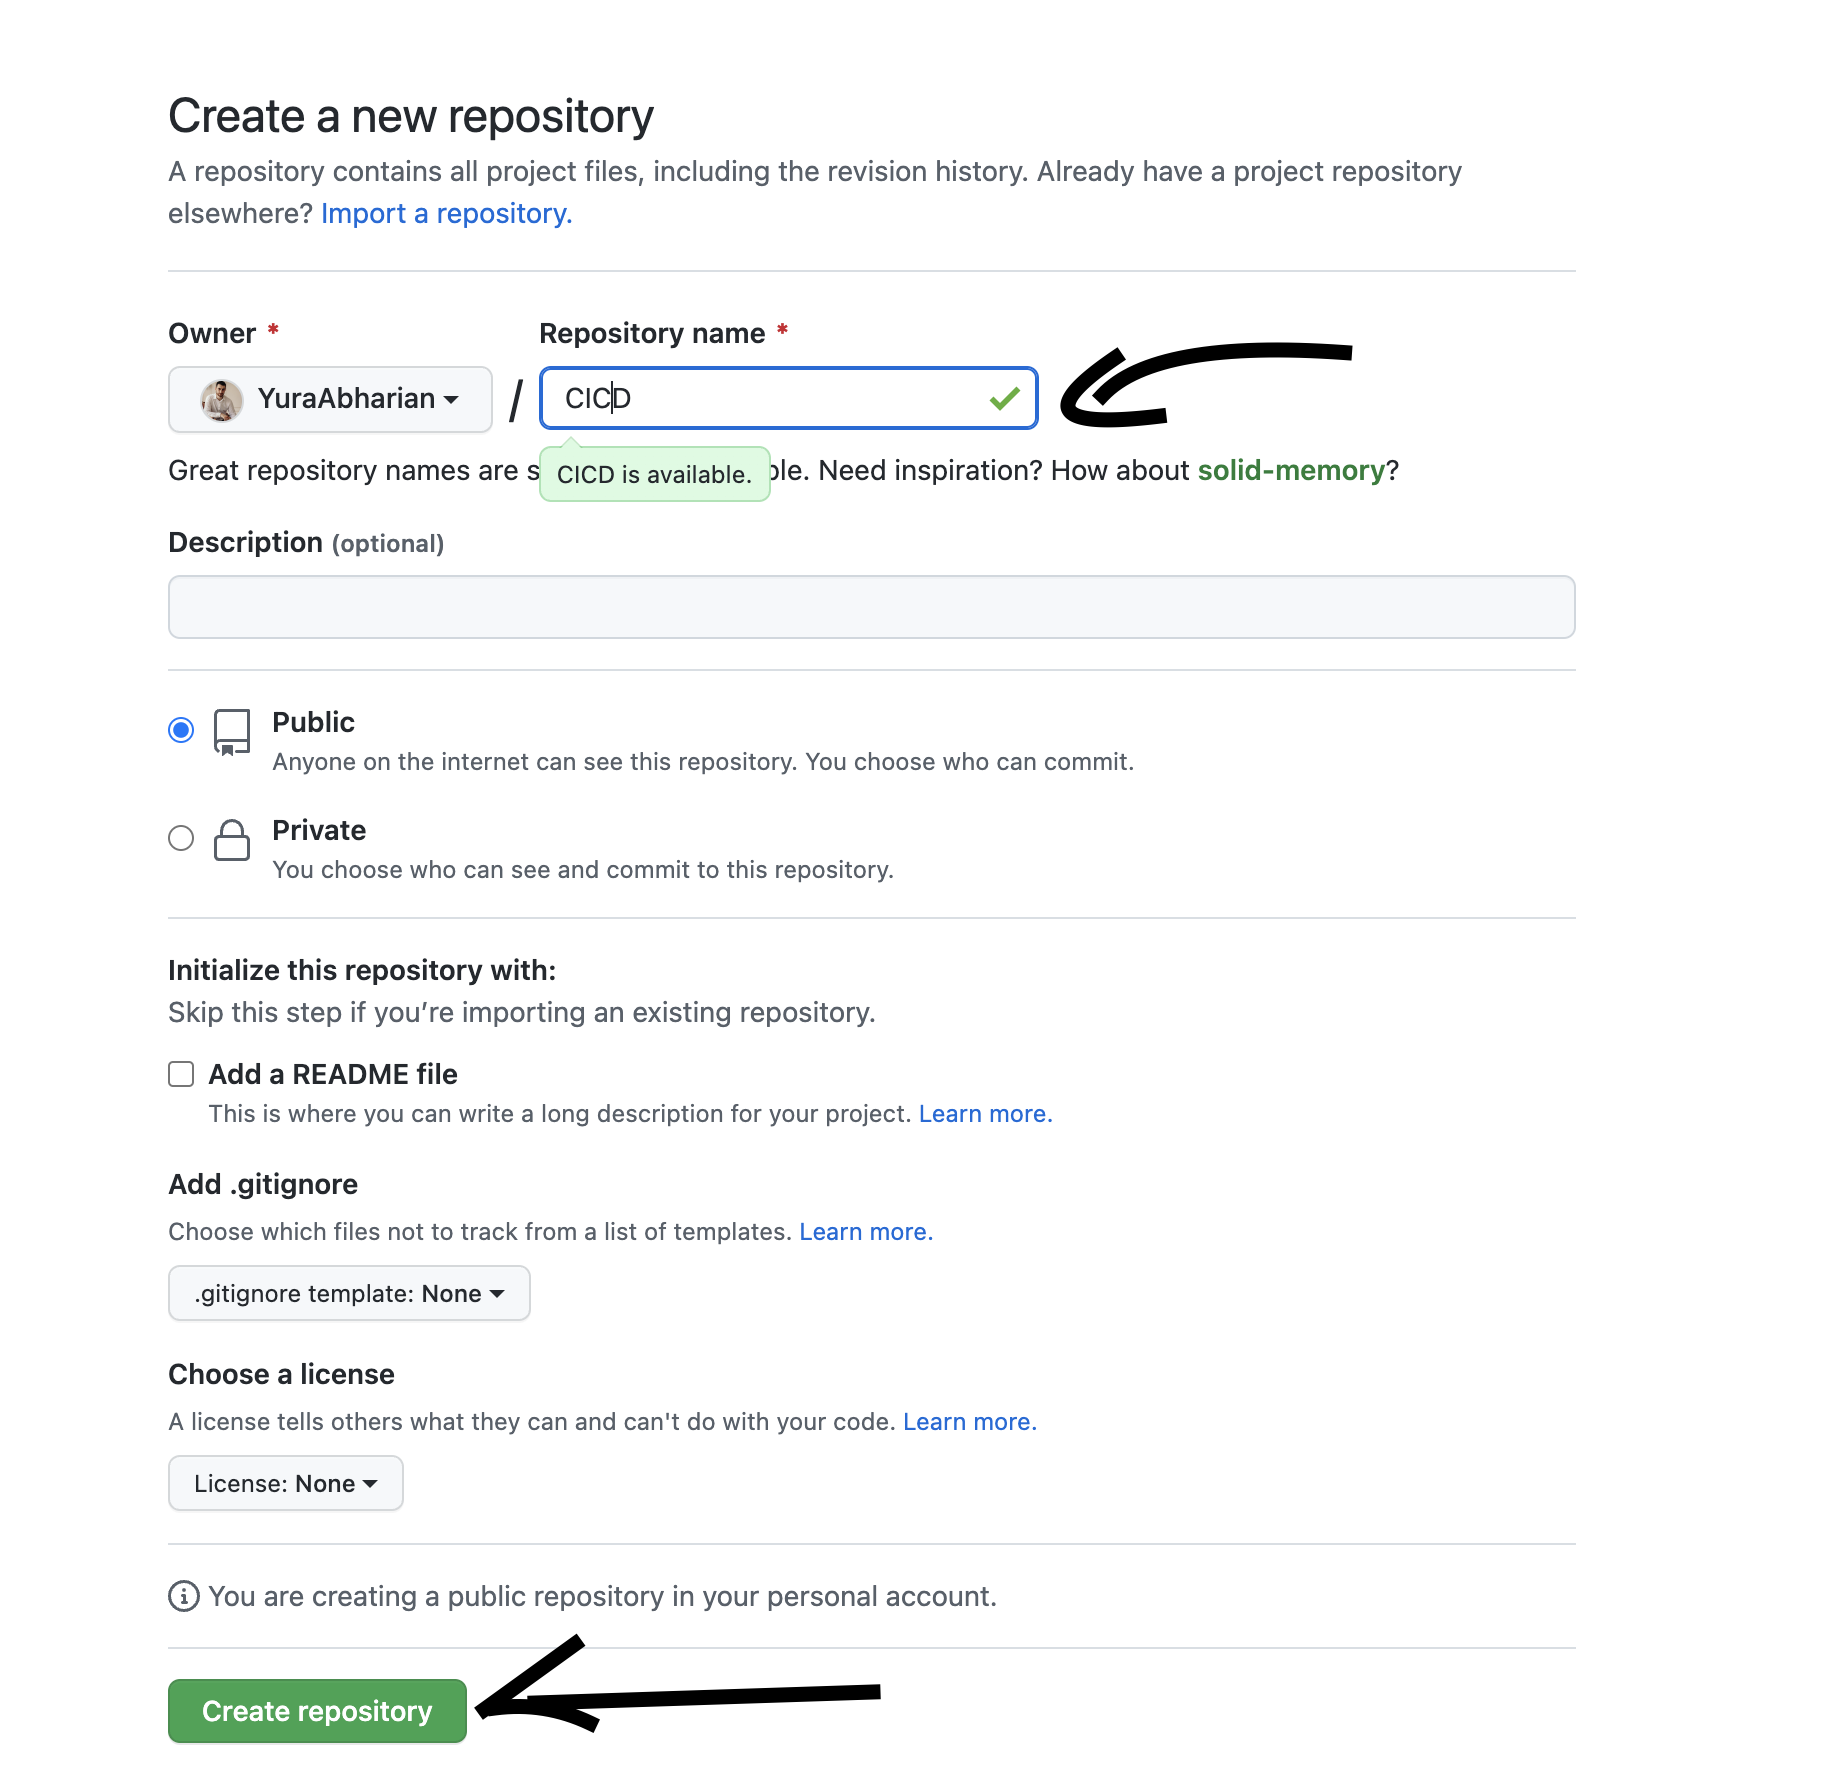 Create a new repository
A repository contains all project files, including the revision history. Already have a project repository
elsewhere? Import a repository.
Owner * Repository name *
YuraAbharian / CICD
Great repository names are s CICD is available. ble. Need inspiration? How about solid-memory?
Description (optional)
Public
Anyone on the internet can see this repository. You choose who can commit.
Private
You choose who can see and commit to this repository.
Initialize this repository with:
Skip this step if you’re importing an existing repository.
Add a README file
This is where you can write a long description for your project. Learn more.
Add .gitignore
Choose which files not to track from a list of templates. Learn more.
.gitignore template: None
Choose a license
A license tells others what they can and can't do with your code. Learn more.
License: None
You are creating a public repository in your personal account.
Create repository